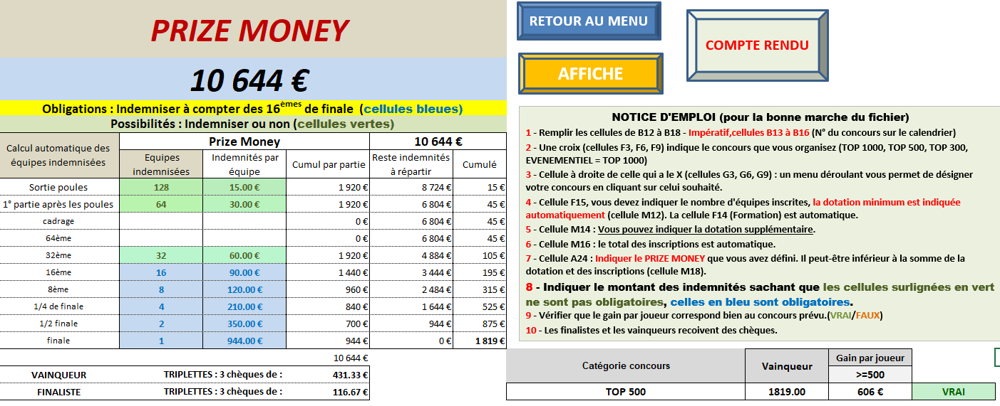 PRIZE MONEY
10 644 €
Obligations : Indemniser à compter des 16èmes de finale (cellules bleues)
Possibilités : Indemniser ou non (cellules vertes)
Calcul automatique des équipes indemnisées
Prize Money 10 644 €
Equipes indemnisées Indemnités par équipe Cumul par partie Reste indemnités à répartir Cumulé
Sortie poules 128 15.00 € 1 920 € 8 724 € 15 €
1° partie après les poules 64 30.00 € 1 920 € 6 804 € 45 €
cadrage 0 € 6 804 € 45 €
64ème 0 € 6 804 € 45 €
32ème 32 60.00 € 1 920 € 4 884 € 105 €
16ème 16 90.00 € 1 440 € 3 444 € 195 €
8ème 8 120.00 € 960 € 2 484 € 315 €
1/4 de finale 4 210.00 € 840 € 1 644 € 525 €
1/2 finale 2 350.00 € 700 € 944 € 875 €
finale 1 944.00 € 944 € 0 € 1 819 €
10 644 €
VAINQUEUR TRIPLETTES : 3 chèques de : 431.33 €
FINALISTE TRIPLETTES : 3 chèques de : 116.67 €
RETOUR AU MENU
AFFICHE
COMPTE RENDU
NOTICE D'EMPLOI (pour la bonne marche du fichier)
1 - Remplir les cellules de B12 à B18 - Impératif,cellules B13 à B16 (N° du concours sur le calendrier)
2 - Une croix (cellules F3, F6, F9) indique le concours que vous organisez (TOP 1000, TOP 500, TOP 300,
EVENEMENTIEL = TOP 1000)
3 - Cellule à droite de celle qui a le X (cellules G3, G6, G9) : un menu déroulant vous permet de désigner
votre concours en cliquant sur celui souhaité.
4 - Cellule F15, vous devez indiquer le nombre d'équipes inscrites, la dotation minimum est indiquée
automatiquement (cellule M12). La cellule F14 (Formation) est automatique.
5 - Cellule M14 : Vous pouvez indiquer la dotation supplémentaire.
6 - Cellule M16 : le total des inscriptions est automatique.
7 - Cellule A24 : Indiquer le PRIZE MONEY que vous avez défini. Il peut-être inférieur à la somme de la
dotation et des inscriptions (cellule M18).
8 - Indiquer le montant des indemnités sachant que les cellules surlignées en vert
ne sont pas obligatoires, celles en bleu sont obligatoires.
9 - Vérifier que le gain par joueur correspond bien au concours prévu.(VRAI/FAUX)
10 - Les finalistes et les vainqueurs recoivent des chèques.
Catégorie concours Vainqueur Gain par joueur
>=500
TOP 500 1819.00 606 € VRAI